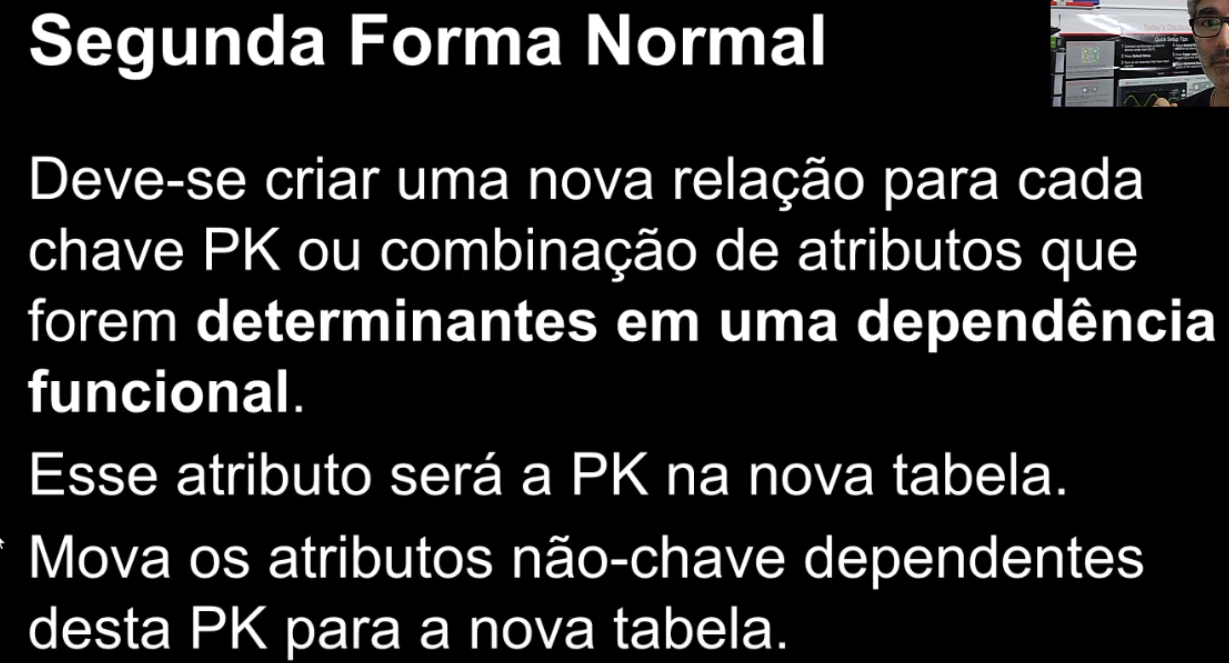 Segunda Forma Normal
Deve-se criar uma nova relação para cada
chave PK ou combinação de atributos que
forem determinantes em uma dependência
funcional.
Esse atributo será a PK na nova tabela.
Mova os atributos não-chave dependentes
desta PK para a nova tabela.